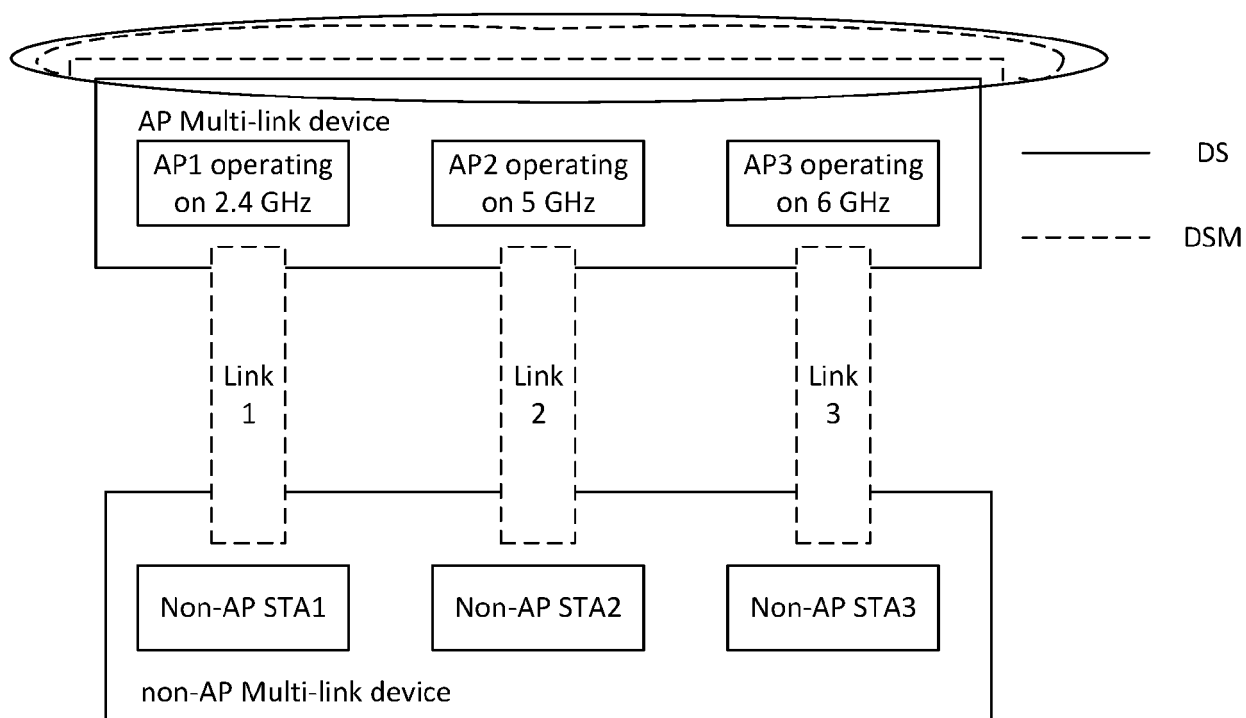 AP Multi-link device
AP1 operating
on 2.4 GHz
AP2 operating
on 5 GHz
AP3 operating
on 6 GHz
DS
DSM
Link
1
Link
2
Link
3
Non-AP STA1
Non-AP STA2
Non-AP STA3
non-AP Multi-link device